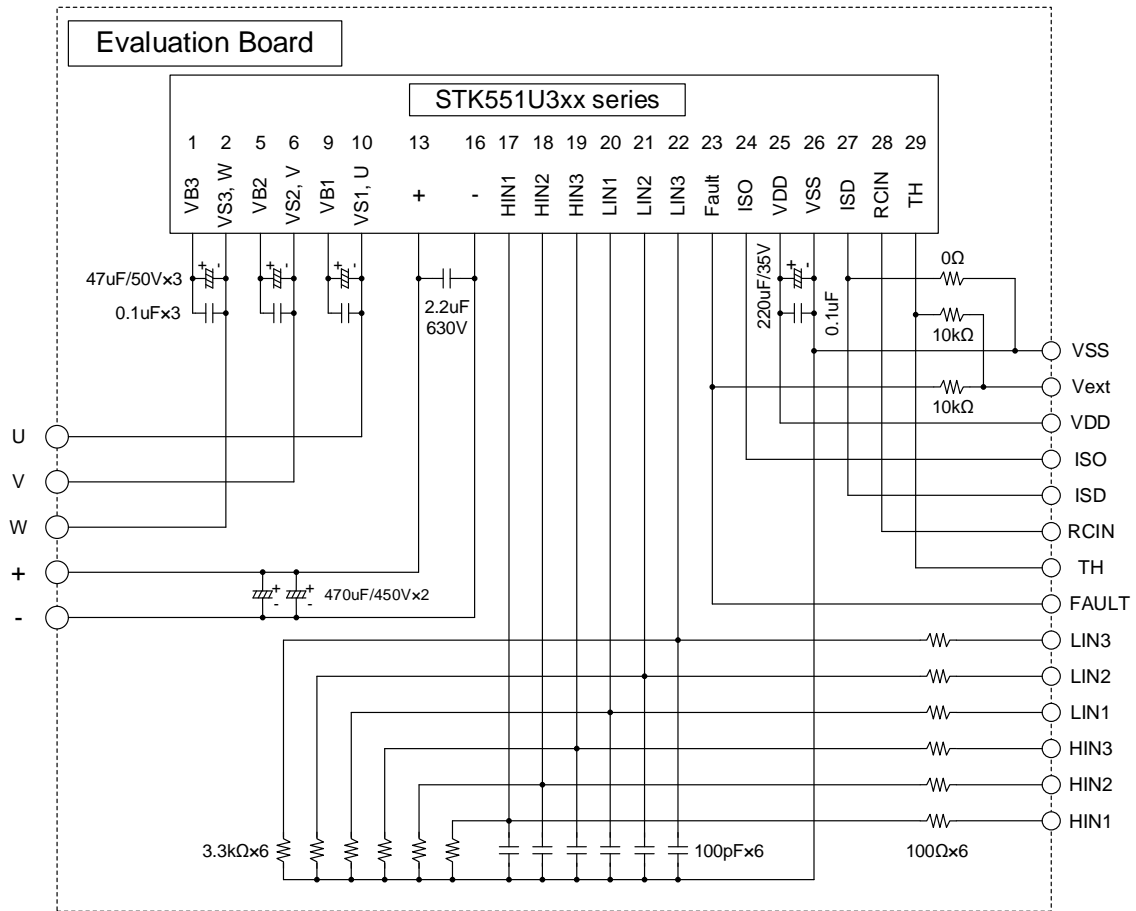 Evaluation Board
STK551U3xx series
1 2 5 6 9 10 13 16 17 18 19 20 21 22 23 24 25 26 27 28 29
VB3
VS3, W
VB2
VS2, V
VB1
VS1, U
+
-
HIN1
HIN2
HIN3
LIN1
LIN2
LIN3
Fault
ISO
VDD
VSS
ISD
RCIN
TH
47uF/50V×3
+ -
+ -
+ -
0.1uF×3
2.2uF
630V
220uF/35V
+ -
0.1uF
0Ω
10kΩ
10kΩ
VSS
Vext
VDD
ISO
ISD
RCIN
TH
FAULT
LIN3
LIN2
LIN1
HIN3
HIN2
HIN1
U
V
W
+
-
+
-
+
-
470uF/450V×2
3.3kΩ×6
100pF×6
100Ω×6